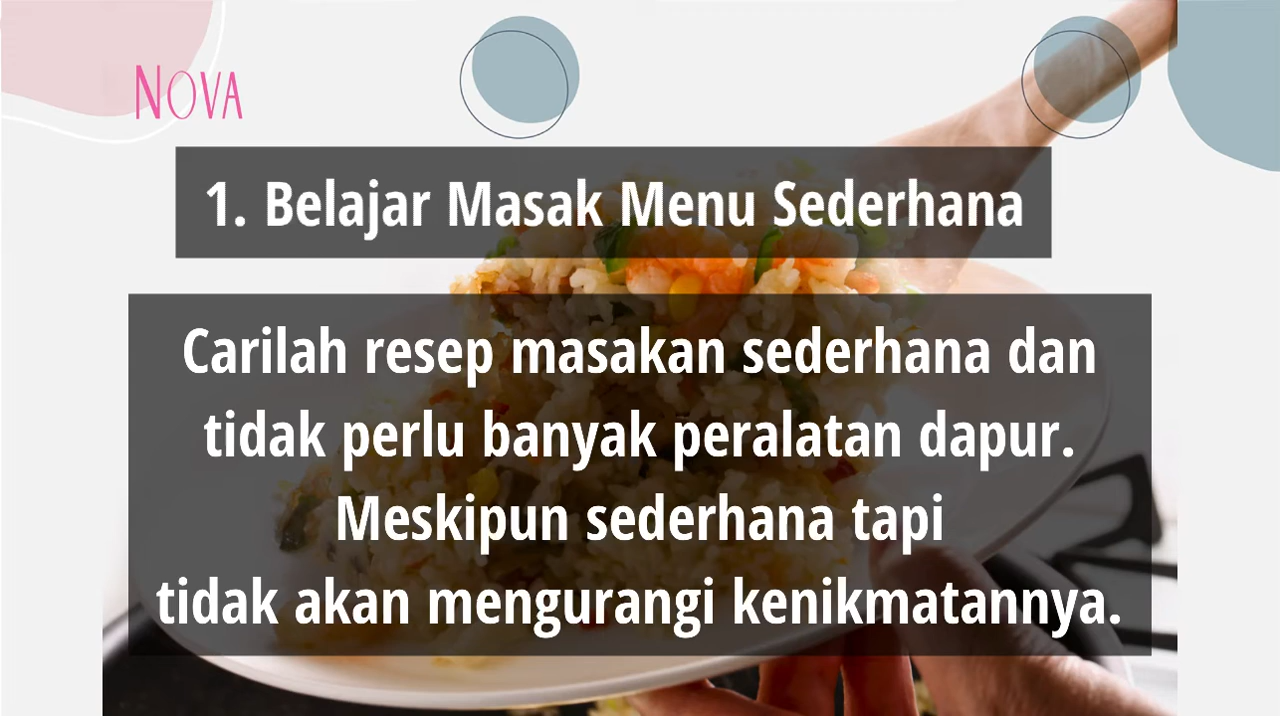 NOVA
1. Belajar Masak Menu Sederhana
Carilah resep masakan sederhana dan
tidak perlu banyak peralatan dapur.
Meskipun sederhana tapi
tidak akan mengurangi kenikmatannya.